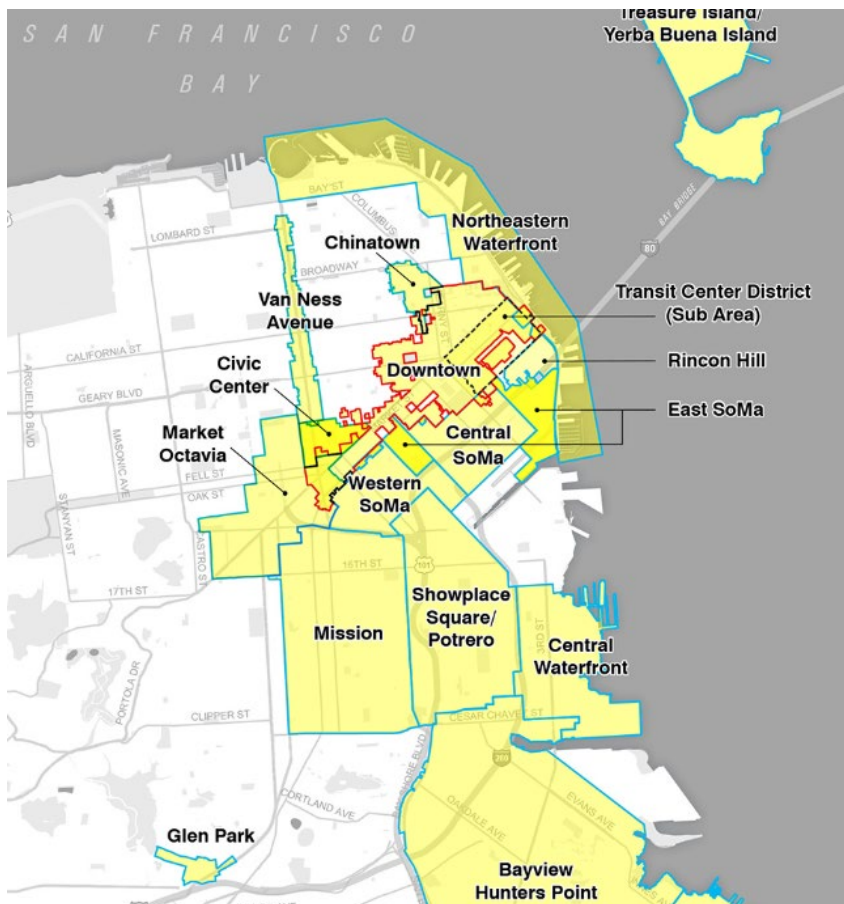 Treasure Island/
Yerba Buena Island
SAN FRANCISCO
BAY
BAY ST
COLUMBUS
BAY BRIDGE
LOMBARD ST
Northeastern
Waterfront
80
Chinatown
BROADWAY
Transit Center District
(Sub Area)
Van Ness
Avenue
CALIFORNIA ST
Rincon Hill
Downtown
Civic
Center
GEARY BLVD
ARGUELLO BLVD
East SoMa
MASONIC AVE
Market
Octavia
Central
SoMa
FELL ST
OAK ST
Western
SoMa
STANYAN ST
CASTRO ST
16TH ST
101
17TH ST
Showplace
Square/
Potrero
Mission
3RD ST
Central
Waterfront
PORTOLA DR
CLIPPER ST
CESAR CHAVEZ ST
280
CORTLAND AVE
OAKDALE AVE
EVANS AVE
Glen Park
Bayview
Hunters Point